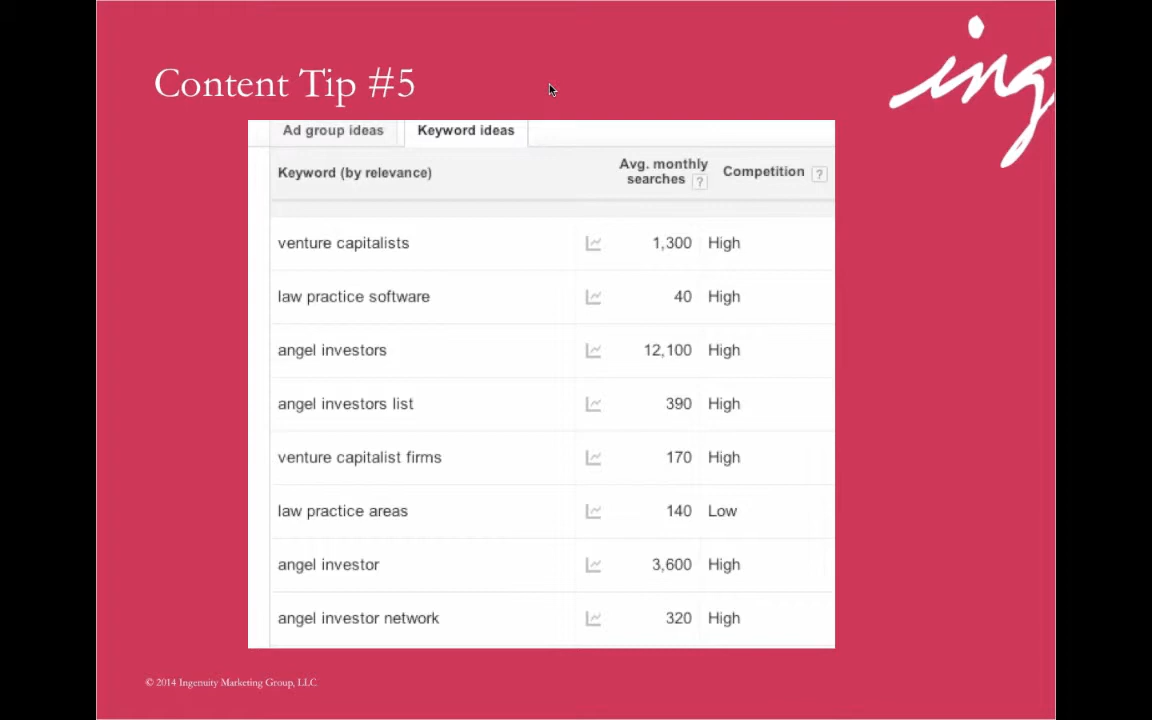 Content Tip #5
ing
Ad group ideas Keyword ideas
Keyword (by relevance) Avg. monthly searches ? Competition ?
venture capitalists 1,300 High
law practice software 40 High
angel investors 12,100 High
angel investors list 390 High
venture capitalist firms 170 High
law practice areas 140 Low
angel investor 3,600 High
angel investor network 320 High
© 2014 Ingenuity Marketing Group, LLC